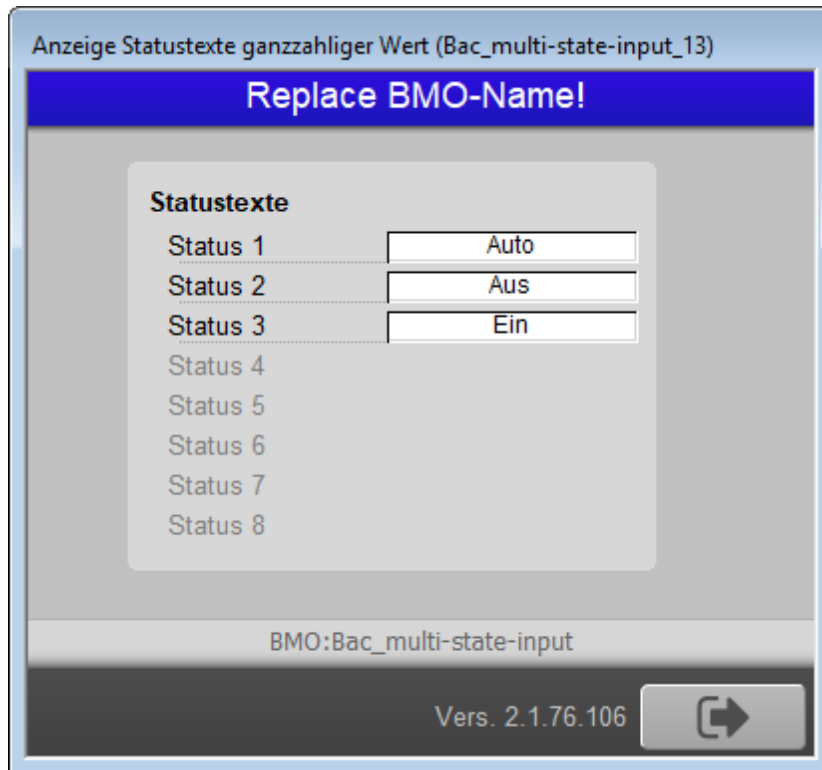 Anzeige Statustexte ganzzahliger Wert (Bac_multi-state-input_13)
Replace BMO-Name!
Statustexte
Status 1 Auto
Status 2 Aus
Status 3 Ein
Status 4
Status 5
Status 6
Status 7
Status 8
BMO:Bac_multi-state-input
Vers. 2.1.76.106